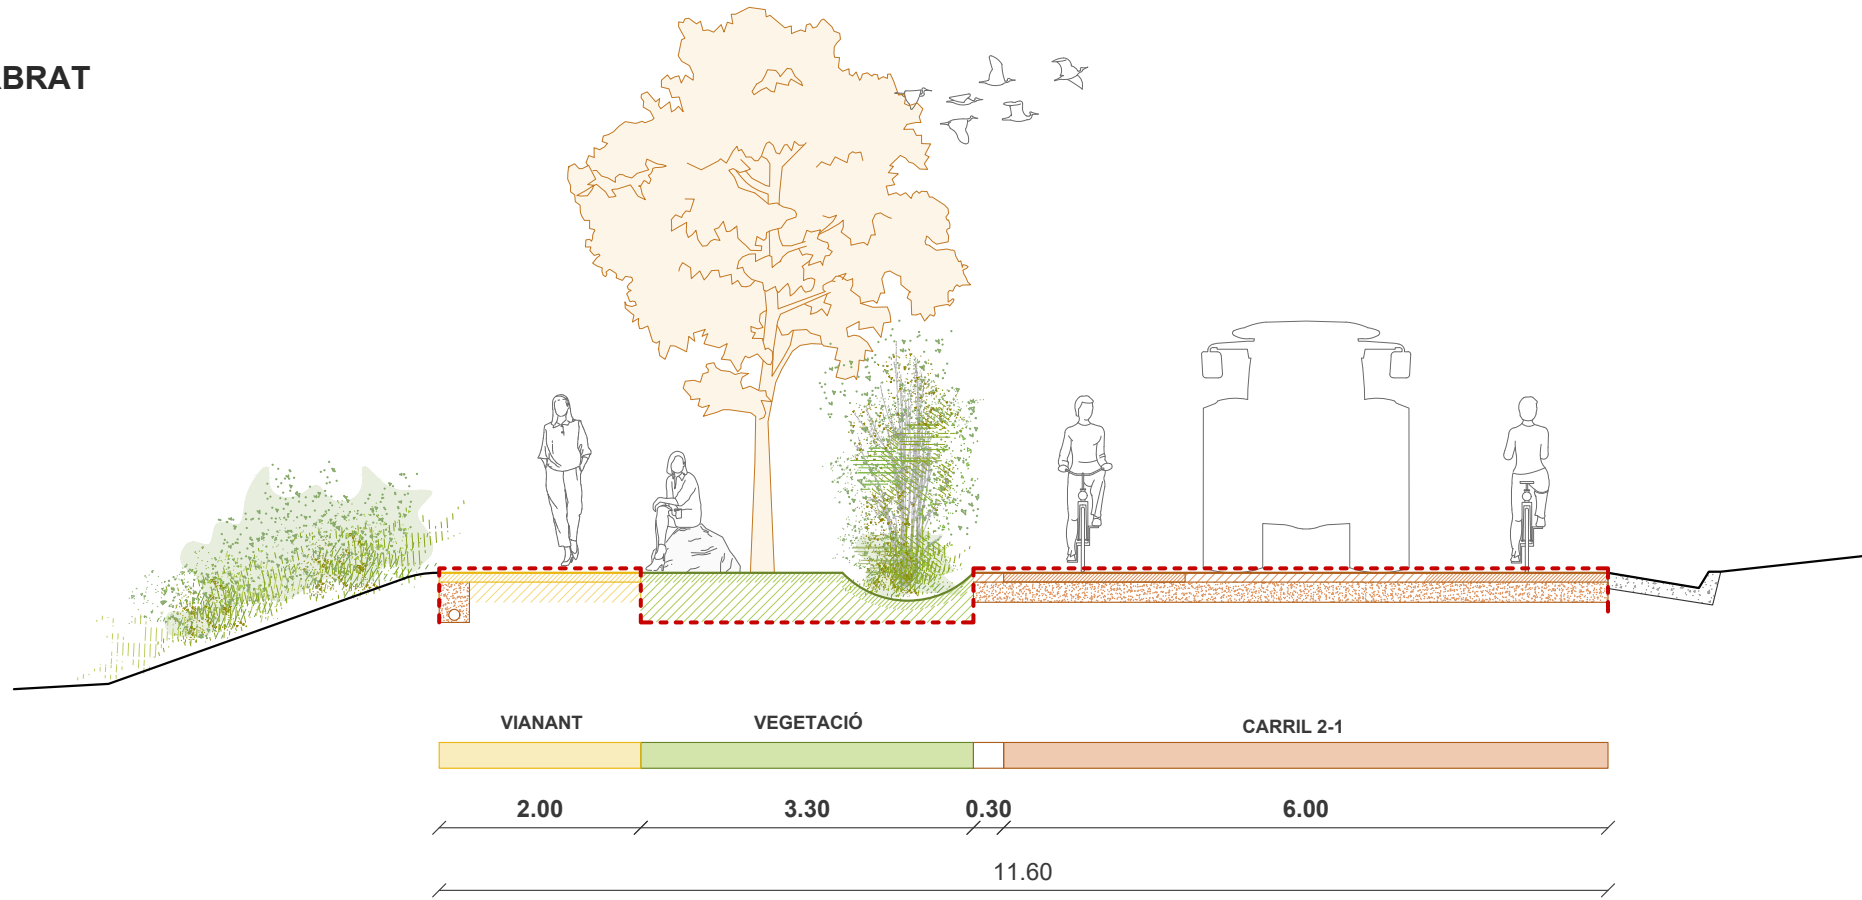 BRAT
VIANANT VEGETACIÓ CARRIL 2-1
2.00 3.30 0.30 6.00
11.60